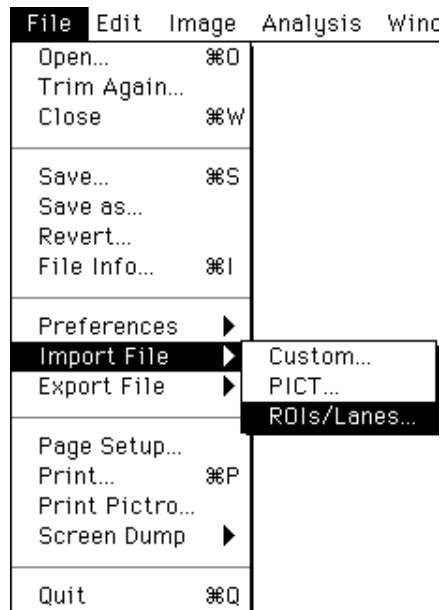 File Edit Image Analysis Wind
Open... ⌘O
Trim Again...
Close ⌘W
Save... ⌘S
Save as...
Revert...
File Info... ⌘I
Preferences ▶
Import File ▶ Custom...
Export File ▶ PICT...
ROIs/Lanes...
Page Setup...
Print... ⌘P
Print Pictro...
Screen Dump ▶
Quit ⌘Q